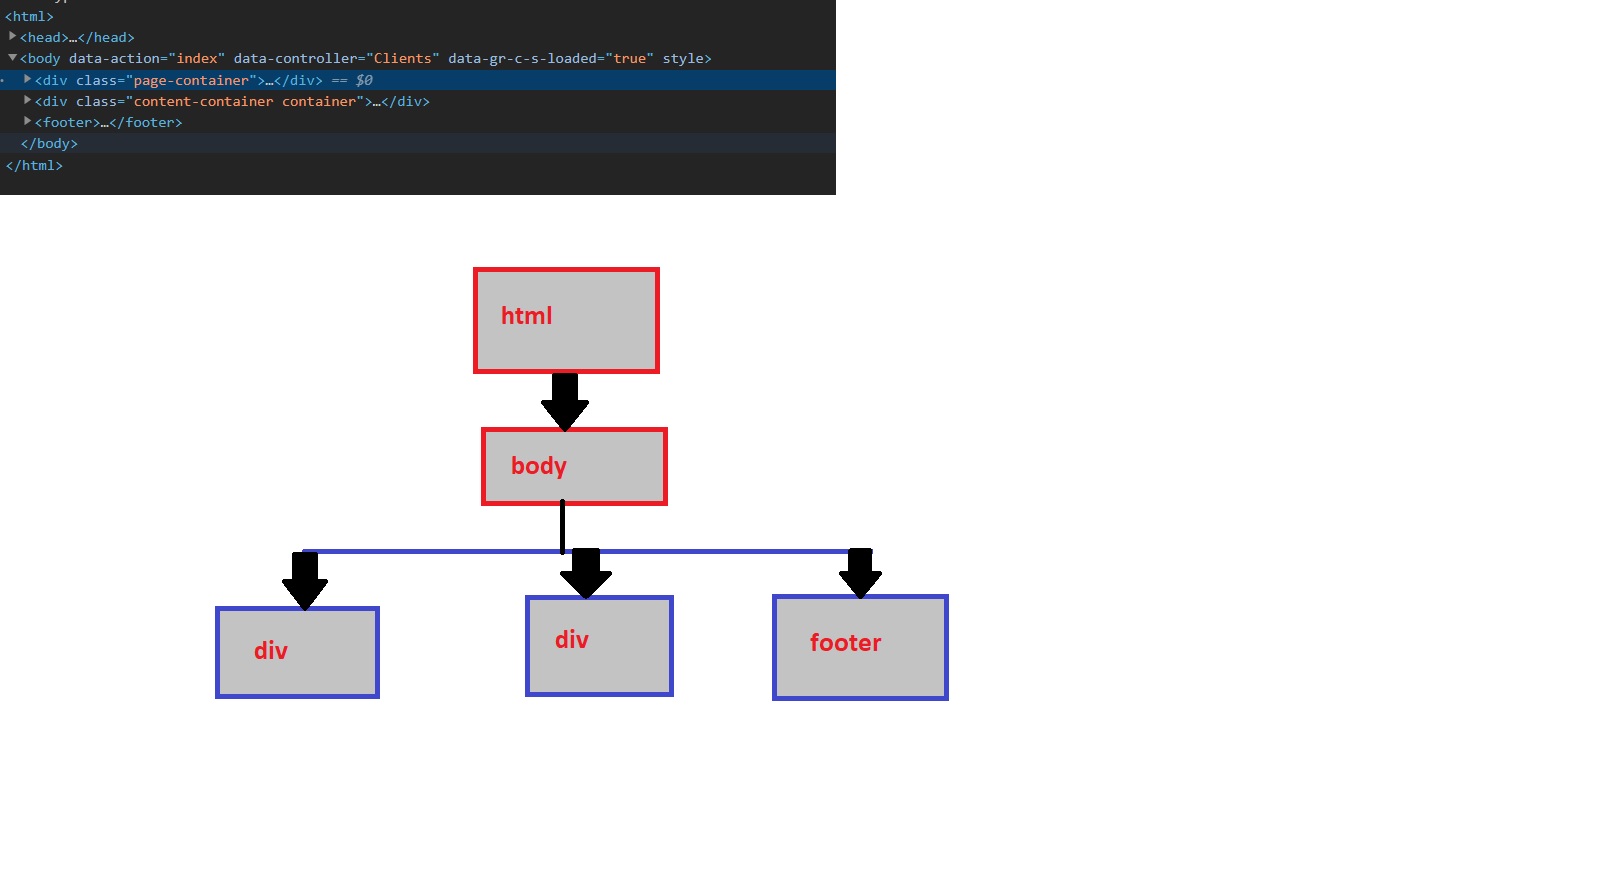 <html>
<head>…</head>
<body data-action="index" data-controller="Clients" data-gr-c-s-loaded="true" style>
<div class="page-container">…</div> == $0
<div class="content-container container">…</div>
<footer>…</footer>
</body>
</html>
html
body
div
div
footer